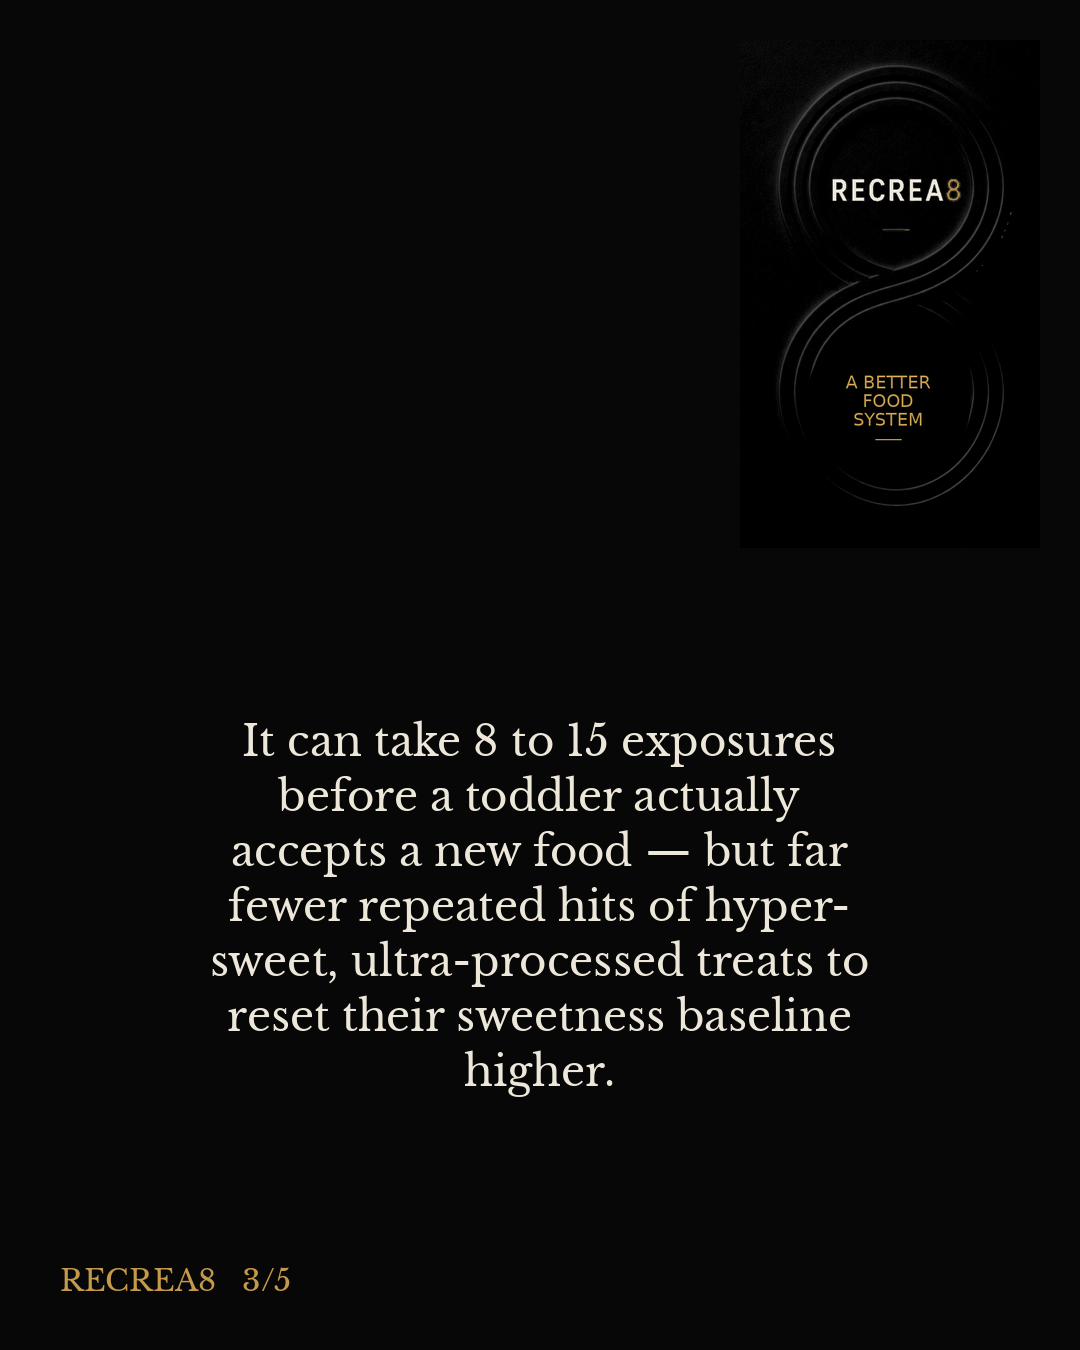 RECREA8
A BETTER
FOOD
SYSTEM
It can take 8 to 15 exposures
before a toddler actually
accepts a new food — but far
fewer repeated hits of hyper-
sweet, ultra-processed treats to
reset their sweetness baseline
higher.
RECREA8 3/5